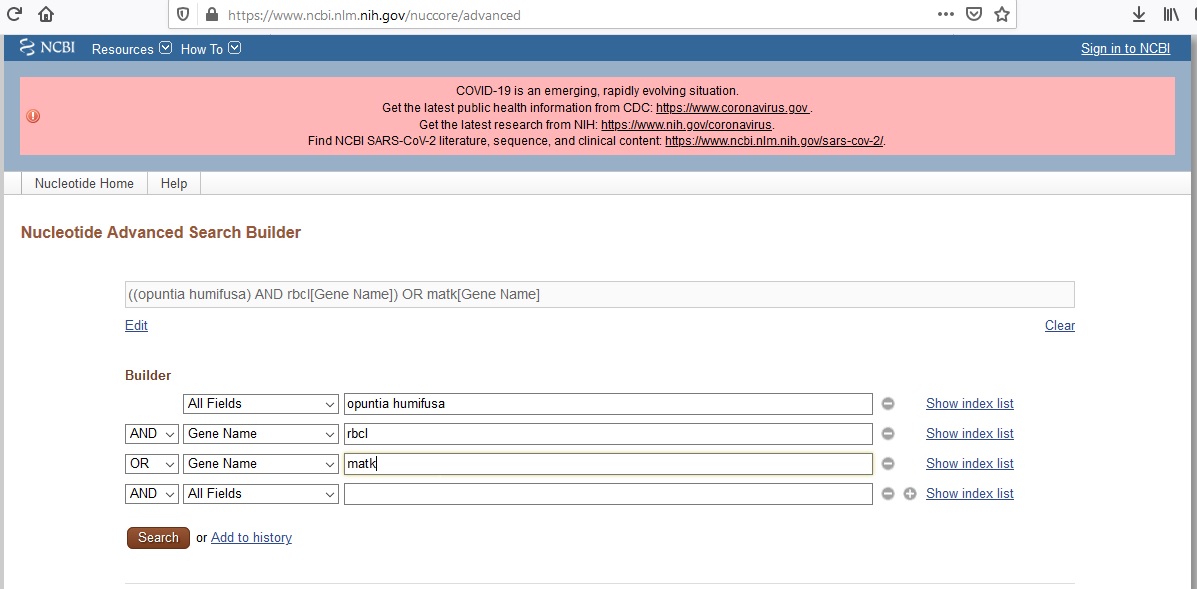 https://www.ncbi.nlm.nih.gov/nuccore/advanced
NCBI Resources How To Sign in to NCBI
COVID-19 is an emerging, rapidly evolving situation.
Get the latest public health information from CDC: https://www.coronavirus.gov .
Get the latest research from NIH: https://www.nih.gov/coronavirus.
Find NCBI SARS-CoV-2 literature, sequence, and clinical content: https://www.ncbi.nlm.nih.gov/sars-cov-2/.
Nucleotide Home Help
Nucleotide Advanced Search Builder
((opuntia humifusa) AND rbcl[Gene Name]) OR matk[Gene Name]
Edit Clear
Builder
All Fields opuntia humifusa Show index list
AND Gene Name rbcl Show index list
OR Gene Name matk Show index list
AND All Fields Show index list
Search or Add to history